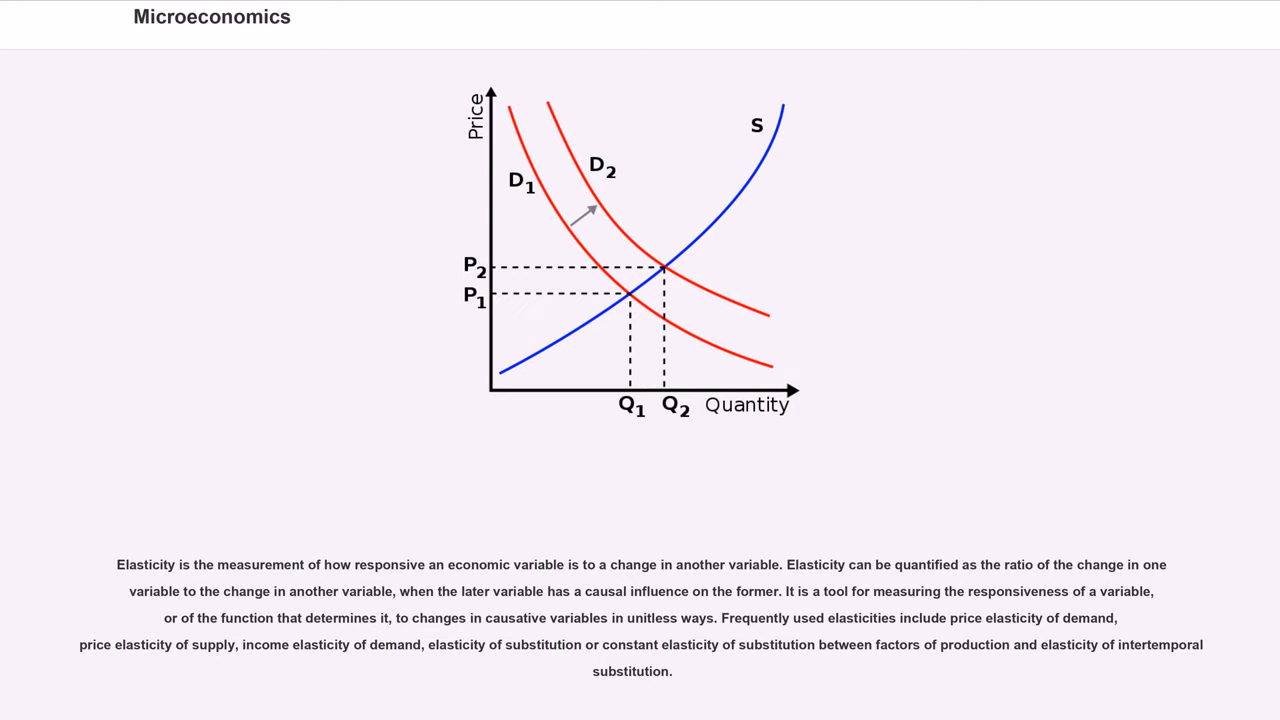 Microeconomics
Price
S
D2
D1
P2
P1
Q1 Q2 Quantity
Elasticity is the measurement of how responsive an economic variable is to a change in another variable. Elasticity can be quantified as the ratio of the change in one
variable to the change in another variable, when the later variable has a causal influence on the former. It is a tool for measuring the responsiveness of a variable,
or of the function that determines it, to changes in causative variables in unitless ways. Frequently used elasticities include price elasticity of demand,
price elasticity of supply, income elasticity of demand, elasticity of substitution or constant elasticity of substitution between factors of production and elasticity of intertemporal
substitution.